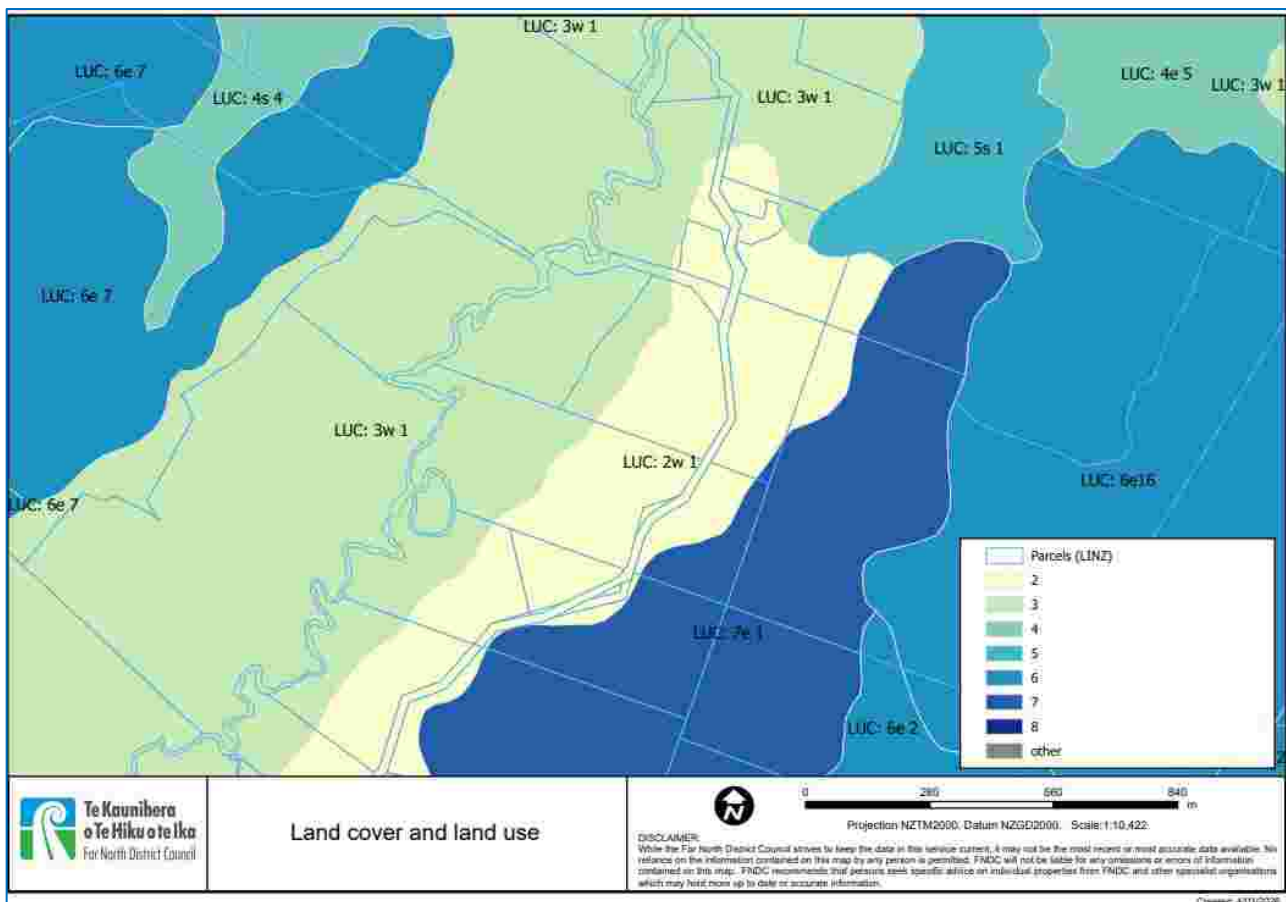 LUC: 3w 1
LUC: 6e 7
LUC: 4s 4
LUC: 3w 1
LUC: 4e 5
LUC: 3w 1
LUC: 5s 1
LUC: 6e 7
LUC: 3w 1
LUC: 2w 1
LUC: 6e16
LUC: 6e 7
LUC: 7e 1
LUC: 6e 2
Parcels (LINZ)
2
3
4
5
6
7
8
other
Te Kaunihera
o Te Hiku o te Ika
Far North District Council
Land cover and land use
0 280 560 840
m
Projection NZTM2000. Datum NZGD2000. Scale:1:10,422
DISCLAIMER:
While the Far North District Council strives to keep the data in this service current, it may not be the most recent or most accurate data available. No
reliance on the information contained on this map by any person is permitted. FNDC will not be liable for any omissions or errors of information
contained on this map. FNDC recommends that persons seek specific advice on individual properties from FNDC and other specialist organisations
which may hold more up to date or accurate information.
Created: